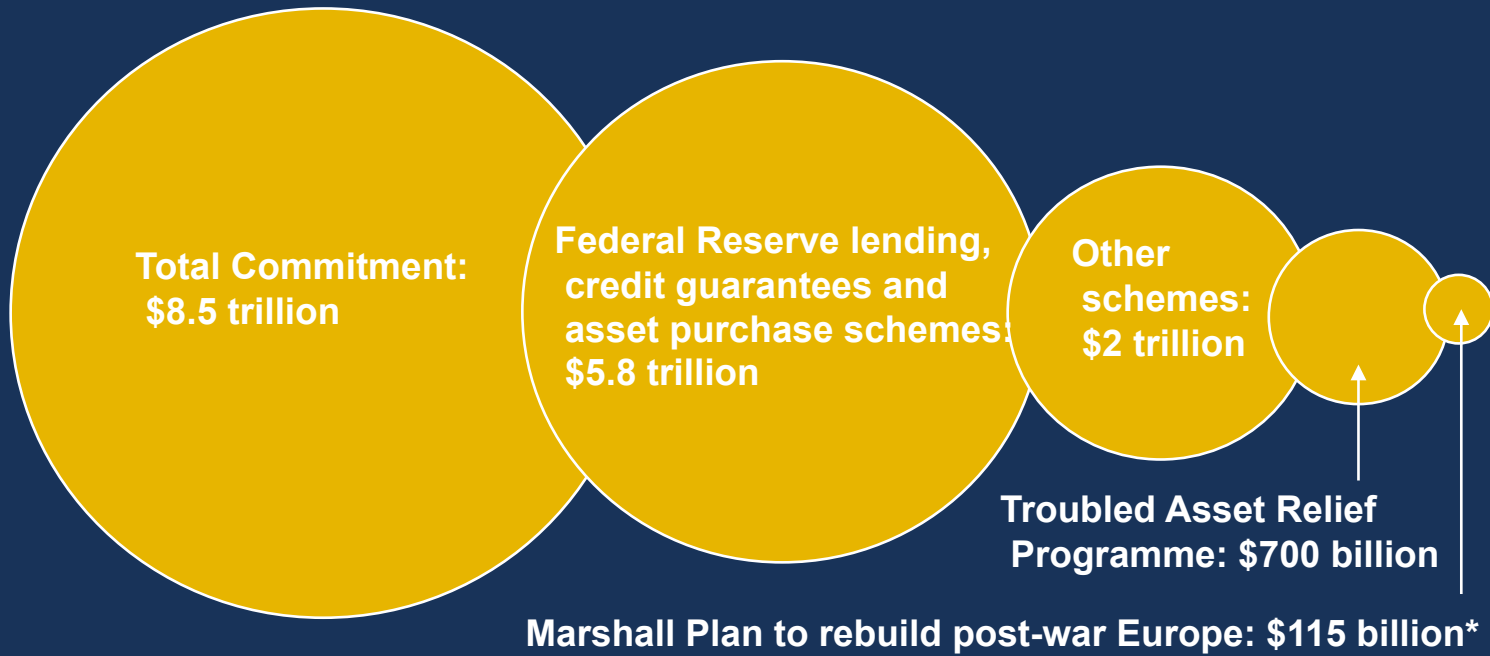 Total Commitment:
$8.5 trillion
Federal Reserve lending,
credit guarantees and
asset purchase schemes:
$5.8 trillion
Other
schemes:
$2 trillion
Troubled Asset Relief
Programme: $700 billion
Marshall Plan to rebuild post-war Europe: $115 billion*